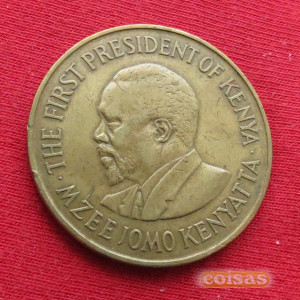 · THE FIRST PRESIDENT OF KENYA ·
MZEE JOMO KENYATTA
coisas